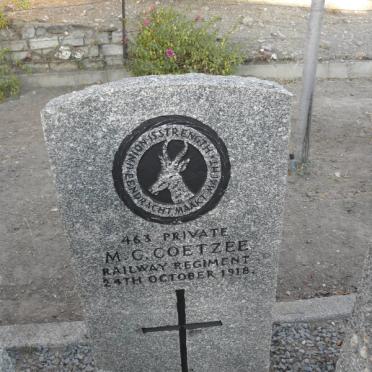 UNION IS STRENGTH
EENDRACHT MAAKT MACHT
463 PRIVATE
M. C. COETZEE
RAILWAY REGIMENT
24TH OCTOBER 1918.